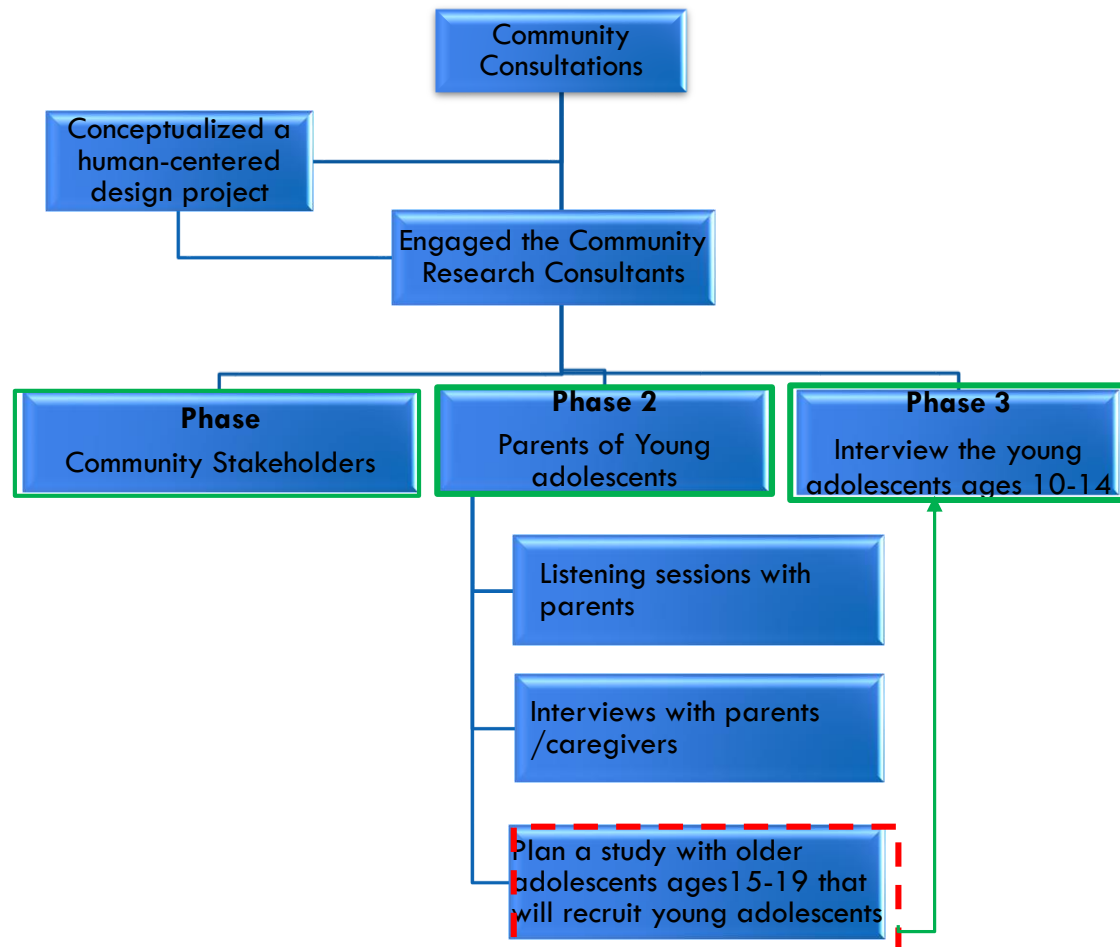 Community
Consultations
Conceptualized a
human-centered
design project
Engaged the Community
Research Consultants
Phase
Community Stakeholders
Phase 2
Parents of Young
adolescents
Phase 3
Interview the young
adolescents ages 10-14
Listening sessions with
parents
Interviews with parents
/caregivers
Plan a study with older
adolescents ages15-19 that
will recruit young adolescents